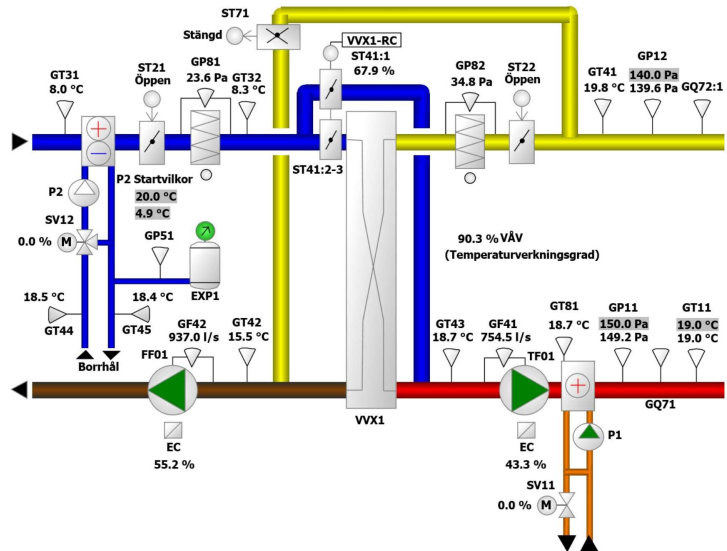 ST71
Stängd
VVX1-RC
ST41:1
67.9 %
GT31
8.0 °C
ST21
Öppen
GP81
23.6 Pa
GT32
8.3 °C
GP82
34.8 Pa
ST22
Öppen
GT41
19.8 °C
GP12
140.0 Pa
139.6 Pa
GQ72:1
ST41:2-3
P2 Startvilkor
20.0 °C
4.9 °C
P2
SV12
0.0 %
M
GP51
EXP1
90.3 % VÅV
(Temperaturverkningsgrad)
18.5 °C
GT44
18.4 °C
GT45
Borrhål
GF42
937.0 l/s
FF01
GT42
15.5 °C
GT43
18.7 °C
GF41
754.5 l/s
TF01
GT81
18.7 °C
GP11
150.0 Pa
149.2 Pa
GT11
19.0 °C
19.0 °C
VVX1
GQ71
EC
55.2 %
EC
43.3 %
P1
SV11
0.0 %
M